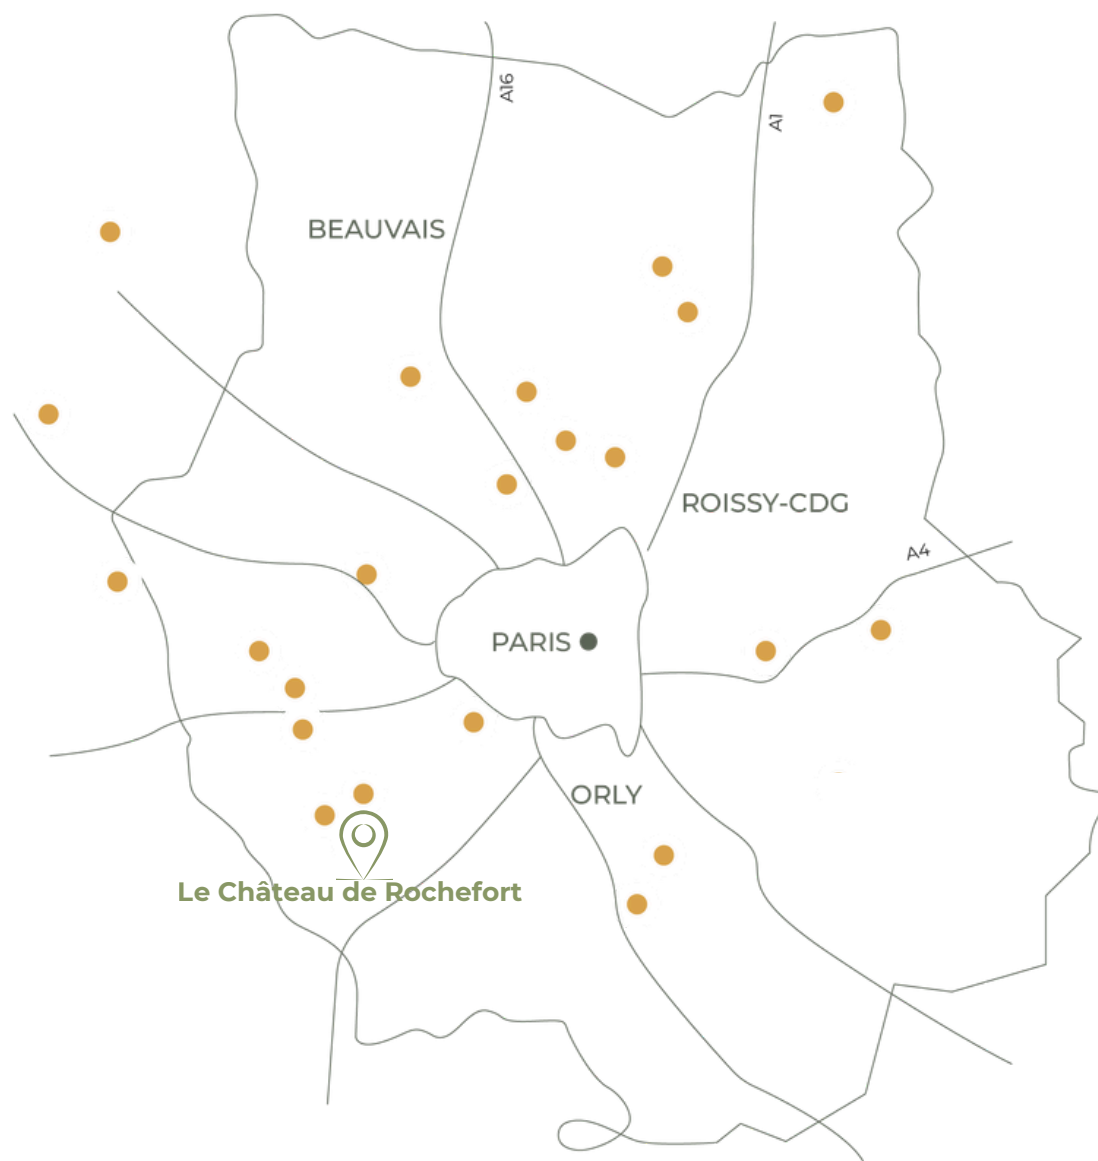 A16
A1
BEAUVAIS
ROISSY-CDG
A4
PARIS
ORLY
Le Château de Rochefort